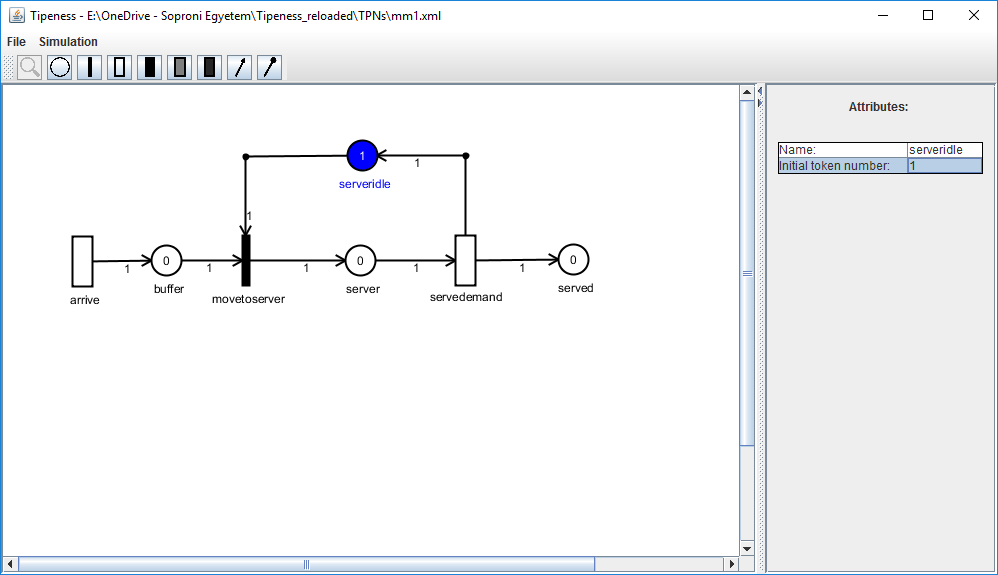 Tipeness - E:\OneDrive - Soproni Egyetem\Tipeness_reloaded\TPNs\mm1.xml
File Simulation
Attributes:
Name: serveridle
Initial token number: 1
1
1
serveridle
1
0
0
0
1
1
1
1
1
arrive
buffer
movetoserver
server
servedemand
served